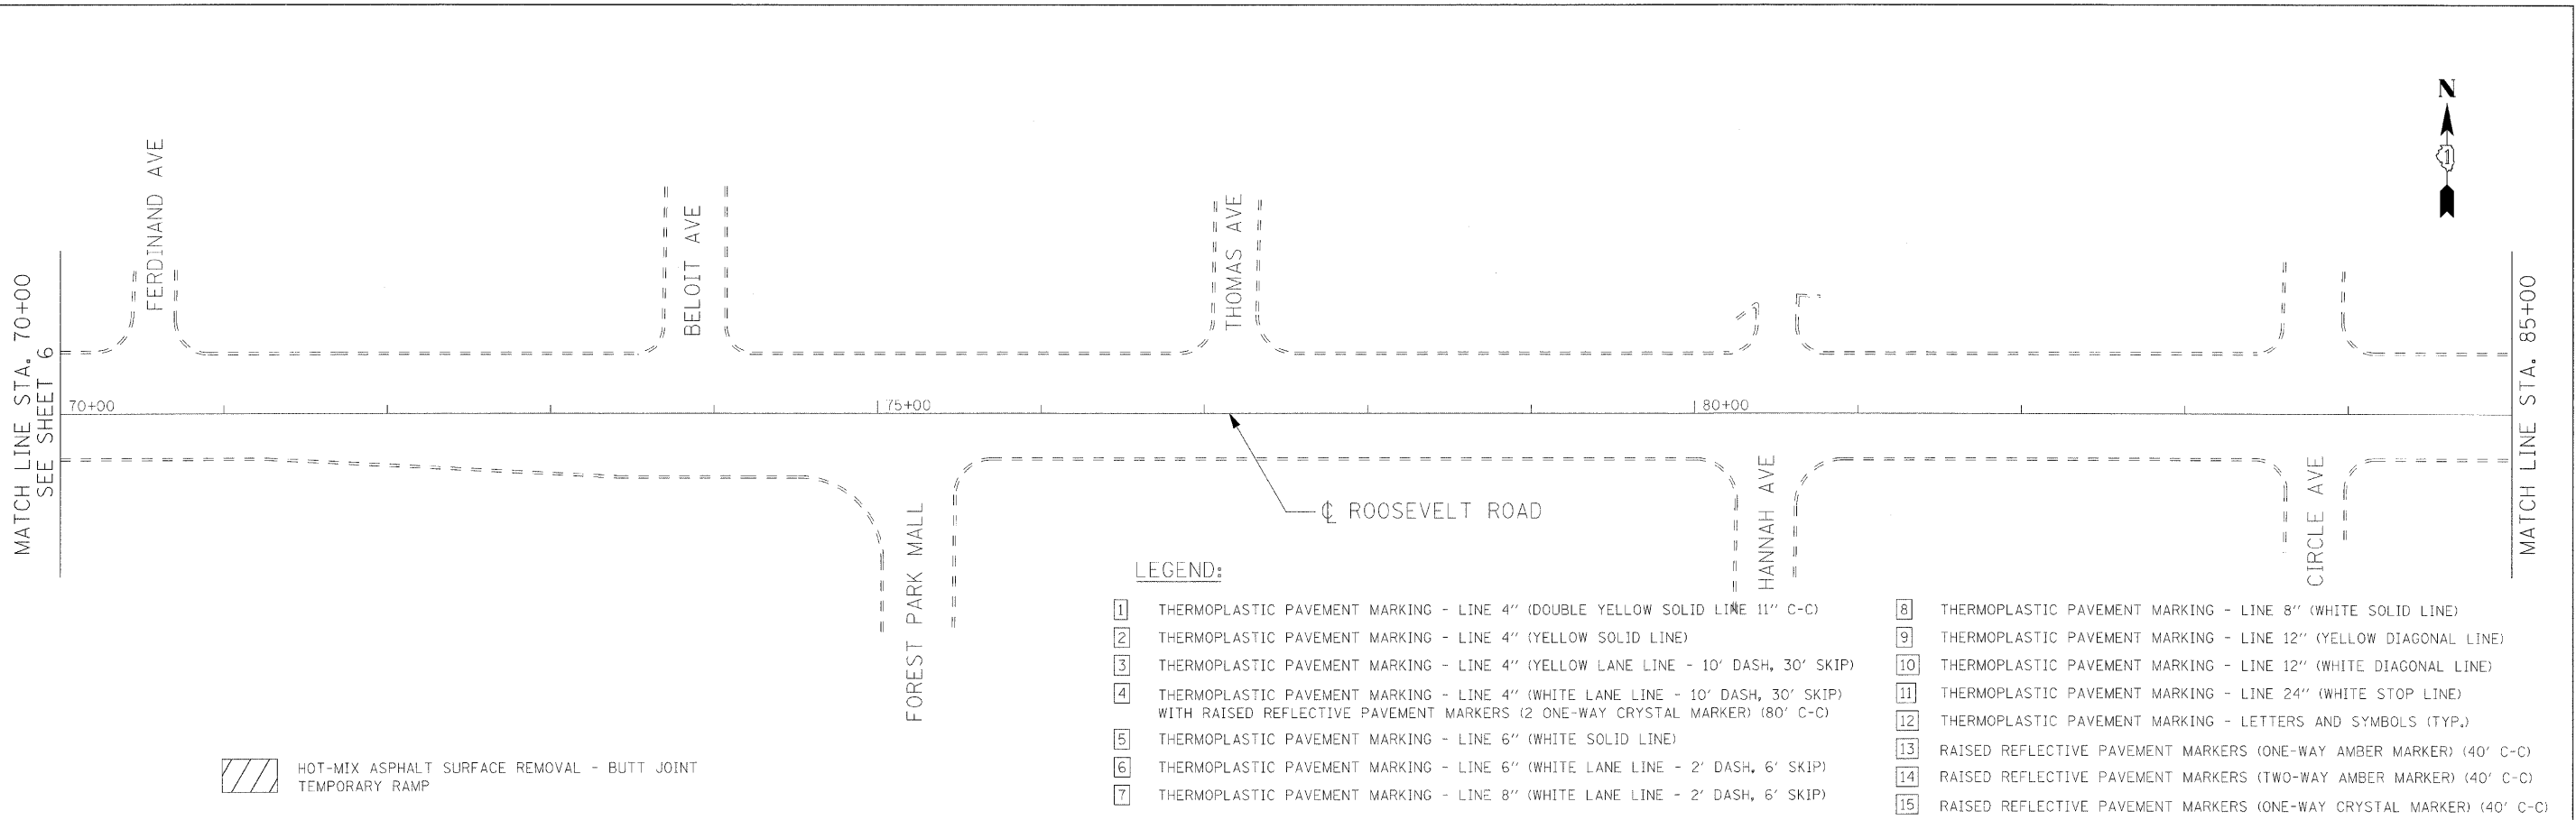 N
1
FERDINAND AVE
BELOIT AVE
THOMAS AVE
MATCH LINE STA. 70+00
SEE SHEET 6
70+00
75+00
80+00
MATCH LINE STA. 85+00
℄ ROOSEVELT ROAD
FOREST PARK MALL
HANNAH AVE
CIRCLE AVE
LEGEND:
1 THERMOPLASTIC PAVEMENT MARKING - LINE 4" (DOUBLE YELLOW SOLID LINE 11" C-C)
2 THERMOPLASTIC PAVEMENT MARKING - LINE 4" (YELLOW SOLID LINE)
3 THERMOPLASTIC PAVEMENT MARKING - LINE 4" (YELLOW LANE LINE - 10' DASH, 30' SKIP)
4 THERMOPLASTIC PAVEMENT MARKING - LINE 4" (WHITE LANE LINE - 10' DASH, 30' SKIP)
WITH RAISED REFLECTIVE PAVEMENT MARKERS (2 ONE-WAY CRYSTAL MARKER) (80' C-C)
5 THERMOPLASTIC PAVEMENT MARKING - LINE 6" (WHITE SOLID LINE)
6 THERMOPLASTIC PAVEMENT MARKING - LINE 6" (WHITE LANE LINE - 2' DASH, 6' SKIP)
7 THERMOPLASTIC PAVEMENT MARKING - LINE 8" (WHITE LANE LINE - 2' DASH, 6' SKIP)
8 THERMOPLASTIC PAVEMENT MARKING - LINE 8" (WHITE SOLID LINE)
9 THERMOPLASTIC PAVEMENT MARKING - LINE 12" (YELLOW DIAGONAL LINE)
10 THERMOPLASTIC PAVEMENT MARKING - LINE 12" (WHITE DIAGONAL LINE)
11 THERMOPLASTIC PAVEMENT MARKING - LINE 24" (WHITE STOP LINE)
12 THERMOPLASTIC PAVEMENT MARKING - LETTERS AND SYMBOLS (TYP.)
13 RAISED REFLECTIVE PAVEMENT MARKERS (ONE-WAY AMBER MARKER) (40' C-C)
14 RAISED REFLECTIVE PAVEMENT MARKERS (TWO-WAY AMBER MARKER) (40' C-C)
15 RAISED REFLECTIVE PAVEMENT MARKERS (ONE-WAY CRYSTAL MARKER) (40' C-C)
HOT-MIX ASPHALT SURFACE REMOVAL - BUTT JOINT
TEMPORARY RAMP